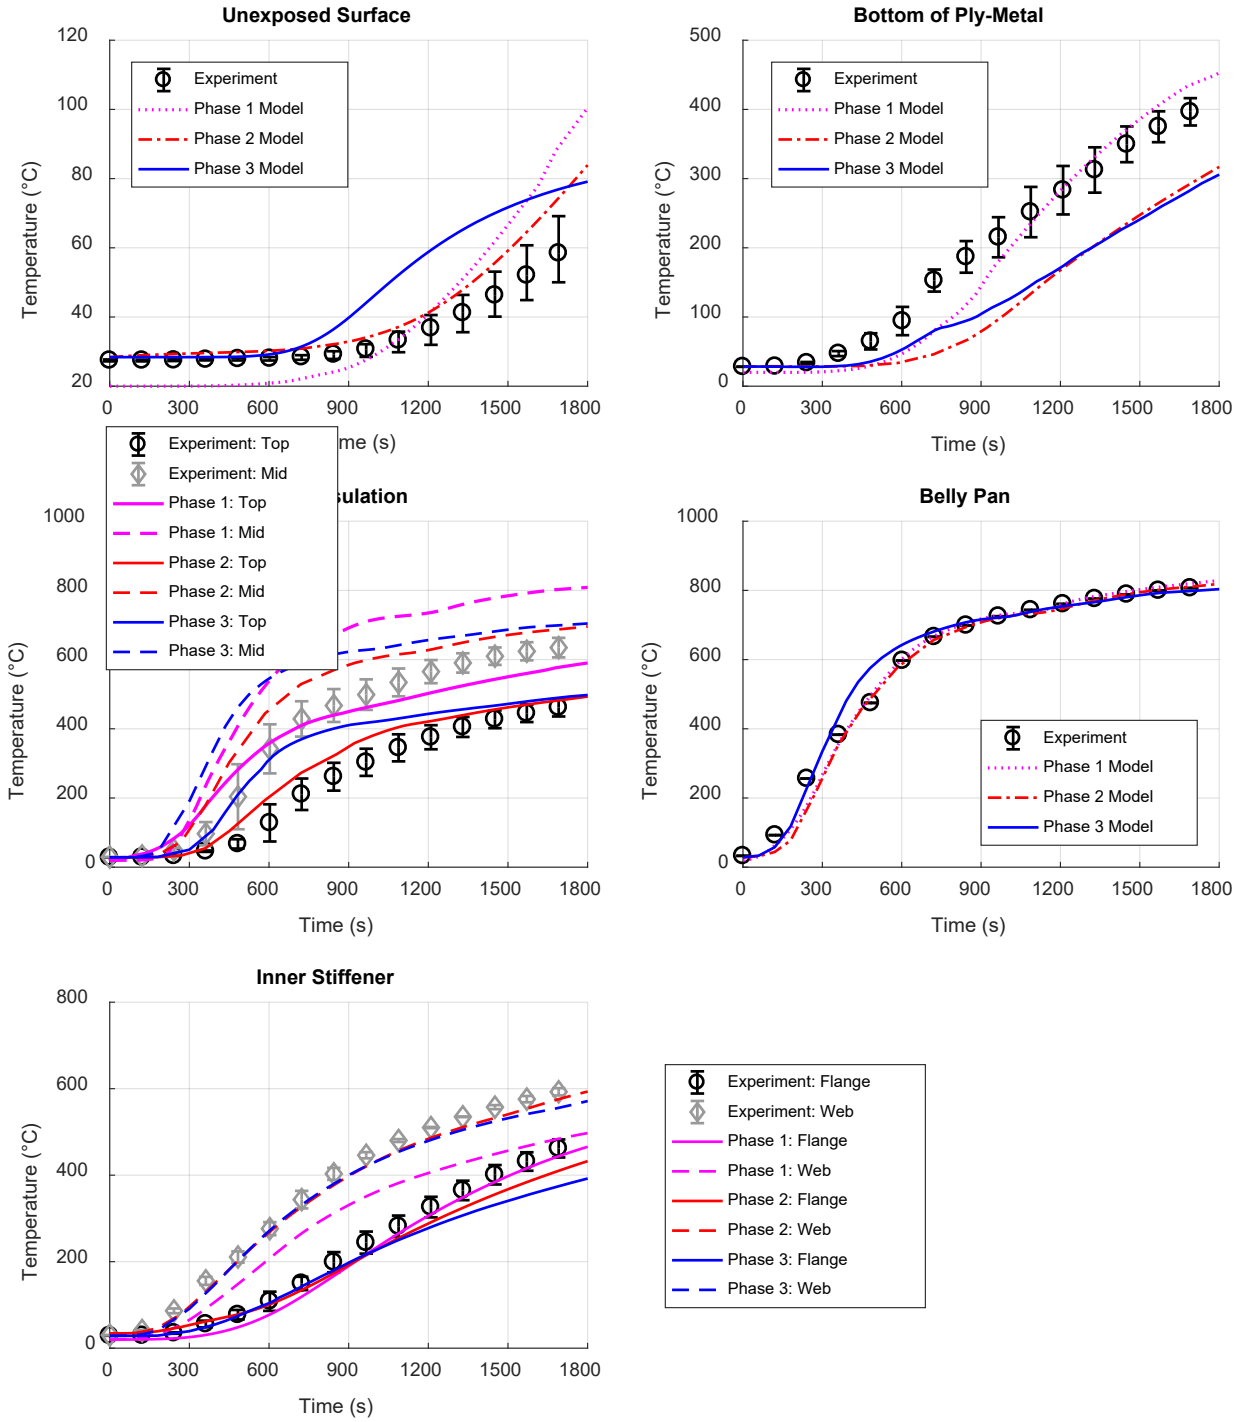 Unexposed Surface
120
100
80
60
40
20
Temperature (°C)
Experiment
Phase 1 Model
Phase 2 Model
Phase 3 Model
0 300 600 900 1200 1500 1800
me (s)
Bottom of Ply-Metal
500
400
300
200
100
0
Temperature (°C)
Experiment
Phase 1 Model
Phase 2 Model
Phase 3 Model
0 300 600 900 1200 1500 1800
Time (s)
sulation
1000
800
600
400
200
0
Temperature (°C)
Experiment: Top
Experiment: Mid
Phase 1: Top
Phase 1: Mid
Phase 2: Top
Phase 2: Mid
Phase 3: Top
Phase 3: Mid
0 300 600 900 1200 1500 1800
Time (s)
Belly Pan
1000
800
600
400
200
0
Temperature (°C)
Experiment
Phase 1 Model
Phase 2 Model
Phase 3 Model
0 300 600 900 1200 1500 1800
Time (s)
Inner Stiffener
800
600
400
200
0
Temperature (°C)
0 300 600 900 1200 1500 1800
Time (s)
Experiment: Flange
Experiment: Web
Phase 1: Flange
Phase 1: Web
Phase 2: Flange
Phase 2: Web
Phase 3: Flange
Phase 3: Web